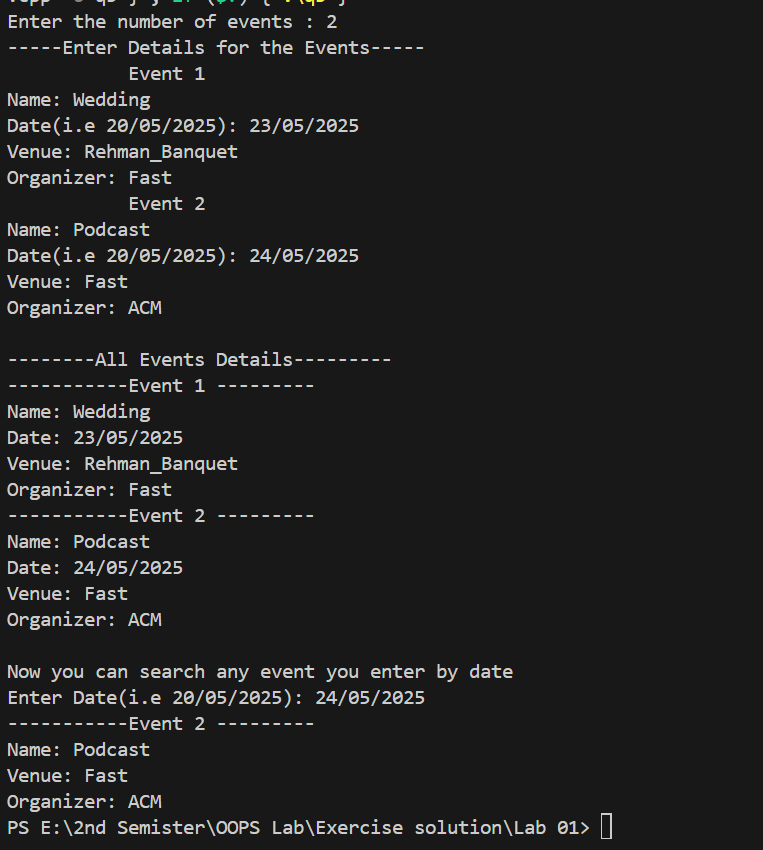 Enter the number of events : 2
-----Enter Details for the Events-----
           Event 1
Name: Wedding
Date(i.e 20/05/2025): 23/05/2025
Venue: Rehman_Banquet
Organizer: Fast
           Event 2
Name: Podcast
Date(i.e 20/05/2025): 24/05/2025
Venue: Fast
Organizer: ACM

--------All Events Details---------
-----------Event 1 ---------
Name: Wedding
Date: 23/05/2025
Venue: Rehman_Banquet
Organizer: Fast
-----------Event 2 ---------
Name: Podcast
Date: 24/05/2025
Venue: Fast
Organizer: ACM

Now you can search any event you enter by date
Enter Date(i.e 20/05/2025): 24/05/2025
-----------Event 2 ---------
Name: Podcast
Venue: Fast
Organizer: ACM
PS E:\2nd Semister\OOPS Lab\Exercise solution\Lab 01>